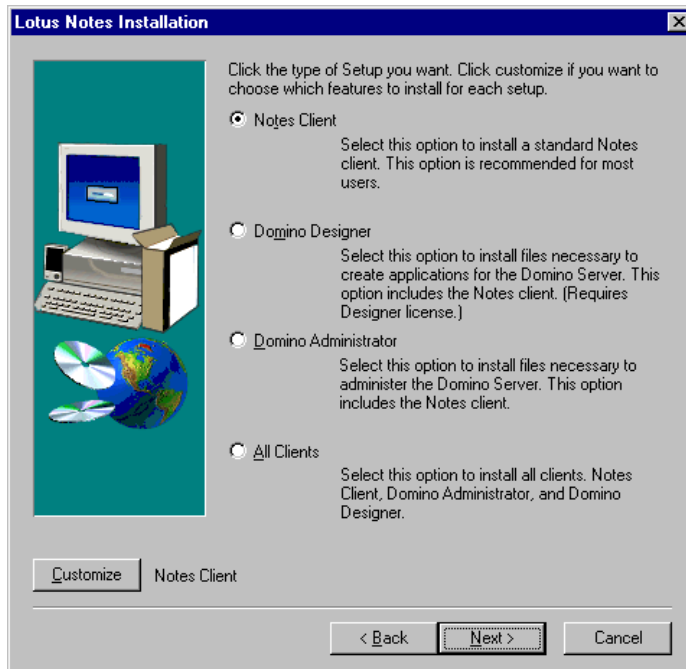 Lotus Notes Installation
Click the type of Setup you want. Click customize if you want to
choose which features to install for each setup.
Notes Client
Select this option to install a standard Notes
client. This option is recommended for most
users.
Domino Designer
Select this option to install files necessary to
create applications for the Domino Server. This
option includes the Notes client. (Requires
Designer license.)
Domino Administrator
Select this option to install files necessary to
administer the Domino Server. This option
includes the Notes client.
All Clients
Select this option to install all clients. Notes
Client, Domino Administrator, and Domino
Designer.
Customize Notes Client
< Back Next > Cancel